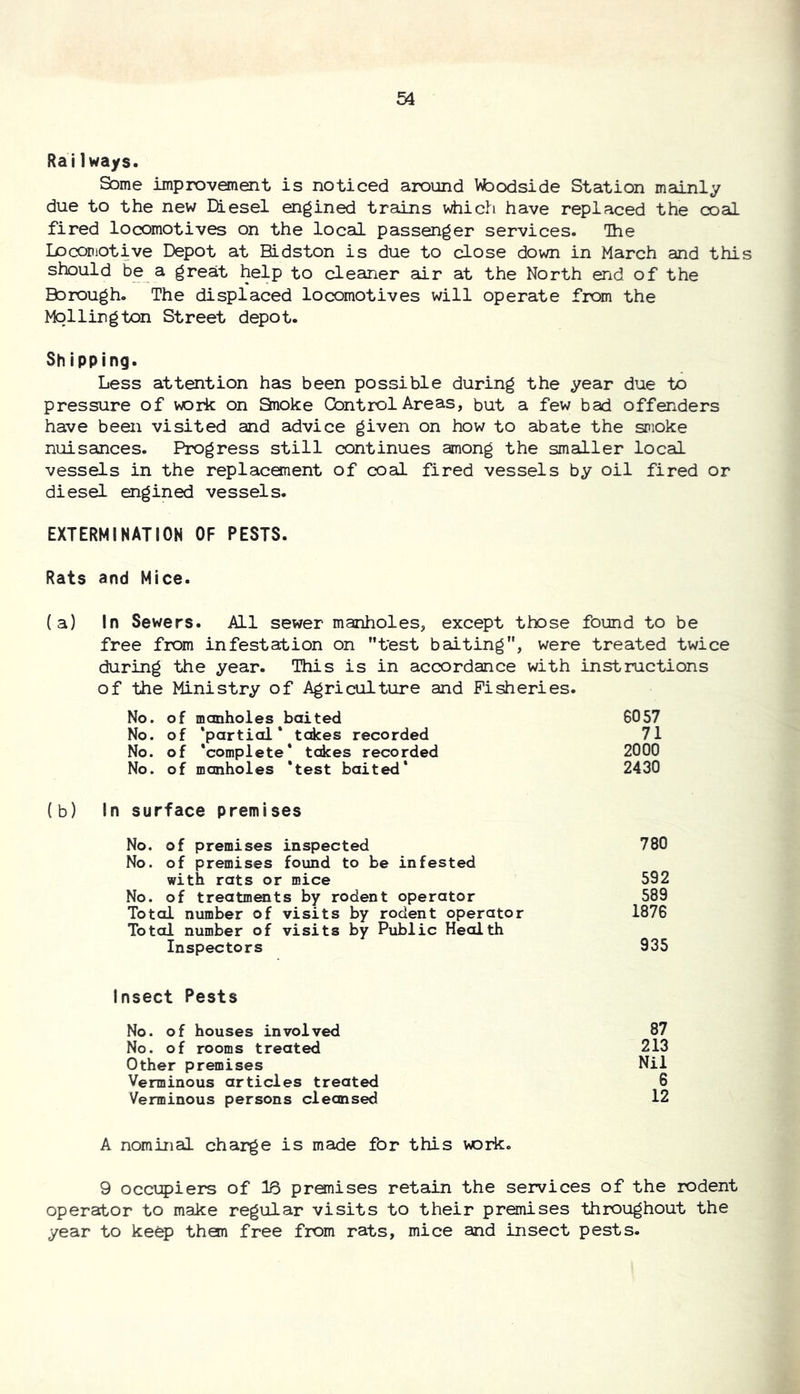 54
Railways.
Some improvement is noticed around Woodside Station mainly
due to the new Diesel engined trains which have replaced the coal
fired locomotives on the local passenger services. The
Locomotive Depot at Bidston is due to close down in March and this
should be a great help to cleaner air at the North end of the
Borough. The displaced locomotives will operate from the
Mollington Street depot.
Shipping.
Less attention has been possible during the year due to
pressure of work on Smoke Control Areas, but a few bad offenders
have been visited and advice given on how to abate the smoke
nuisances. Progress still continues among the smaller local
vessels in the replacement of coal fired vessels by oil fired or
diesel engined vessels.
EXTERMINATION OF PESTS.
Rats and Mice.
(a) In Sewers. All sewer manholes, except those found to be
free from infestation on "test baiting", were treated twice
during the year. This is in accordance with instructions
of the Ministry of Agriculture and Fisheries.
No. of manholes baited 6057
No. of 'partial' takes recorded 71
No. of 'complete' takes recorded 2000
No. of manholes 'test baited' 2430
(b) In surface premises
No. of premises inspected 780
No. of premises found to be infested
with rats or mice 592
No. of treatments by rodent operator 589
Total number of visits by rodent operator 1876
Total number of visits by Public Health
Inspectors 935
Insect Pests
No. of houses involved 87
No. of rooms treated 213
Other premises Nil
Verminous articles treated 6
Verminous persons cleansed 12
A nominal charge is made for this work.
9 occupiers of 16 premises retain the services of the rodent
operator to make regular visits to their premises throughout the
year to keep them free from rats, mice and insect pests.